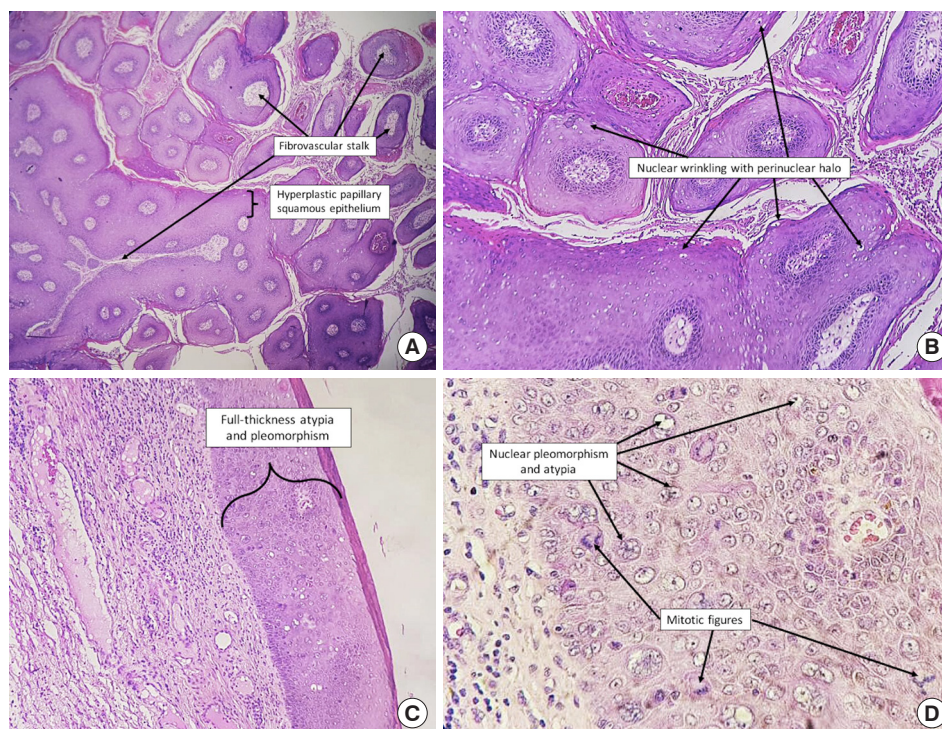 Fibrovascular stalk
Hyperplastic papillary
squamous epithelium
A
Nuclear wrinkling with perinuclear halo
B
Full-thickness atypia
and pleomorphism
C
Nuclear pleomorphism
and atypia
Mitotic figures
D